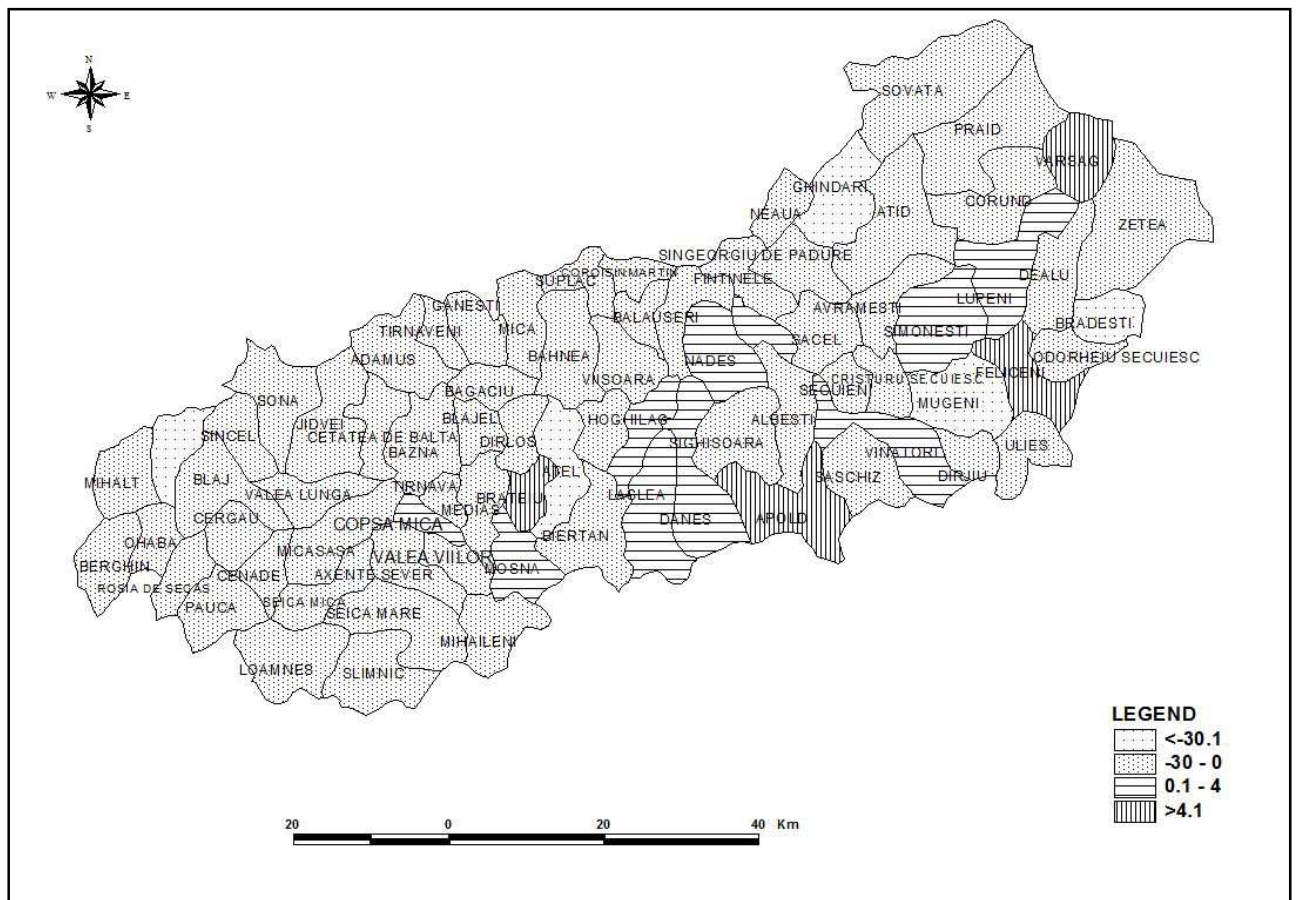 N
W E
S
SOVATA
PRAID
VARSAG
GHINDARI
CORUND
NEAUA
ATID
ZETEA
SINGEORGIU DE PADURE
COROISINMARTIN
DEALU
SUPLAC
FINTINELE
LUPENI
GANESTI
AVRAMESTI
BALAUSERI
BRADESTI
TIRNAVENI
MICA
SIMONESTI
SACEL
ADAMUS
BAHNEA
NADES
ODORHEIU SECUIESC
FELICENI
VIISOARA
CRISTURU SECUIESC
BAGACIU
SECUIEN
SONA
MUGENI
BLAJEL
HOGHILAG
ALBESTI
JIDVEI
SINCEL
CETATEA DE BALTA
DIRLOS
SIGHISOARA
ULIES
BAZNA
VINATORI
ATEL
DIRJIU
BLAJ
SASCHIZ
MIHALT
TIRNAVA
VALEA LUNGA
BRATEIU
LASLEA
MEDIAS
CERGAU
COPSA MICA
DANES
APOLD
BIERTAN
OHABA
MICASASA
VALEA VIILOR
BERGHIN
MOSNA
CENADE
AXENTE SEVER
ROSIA DE SECAS
SEICA MICA
PAUCA
SEICA MARE
MIHAILENI
LOAMNES
SLIMNIC
LEGEND
<-30.1
-30 - 0
0.1 - 4
>4.1
20 0 20 40 Km